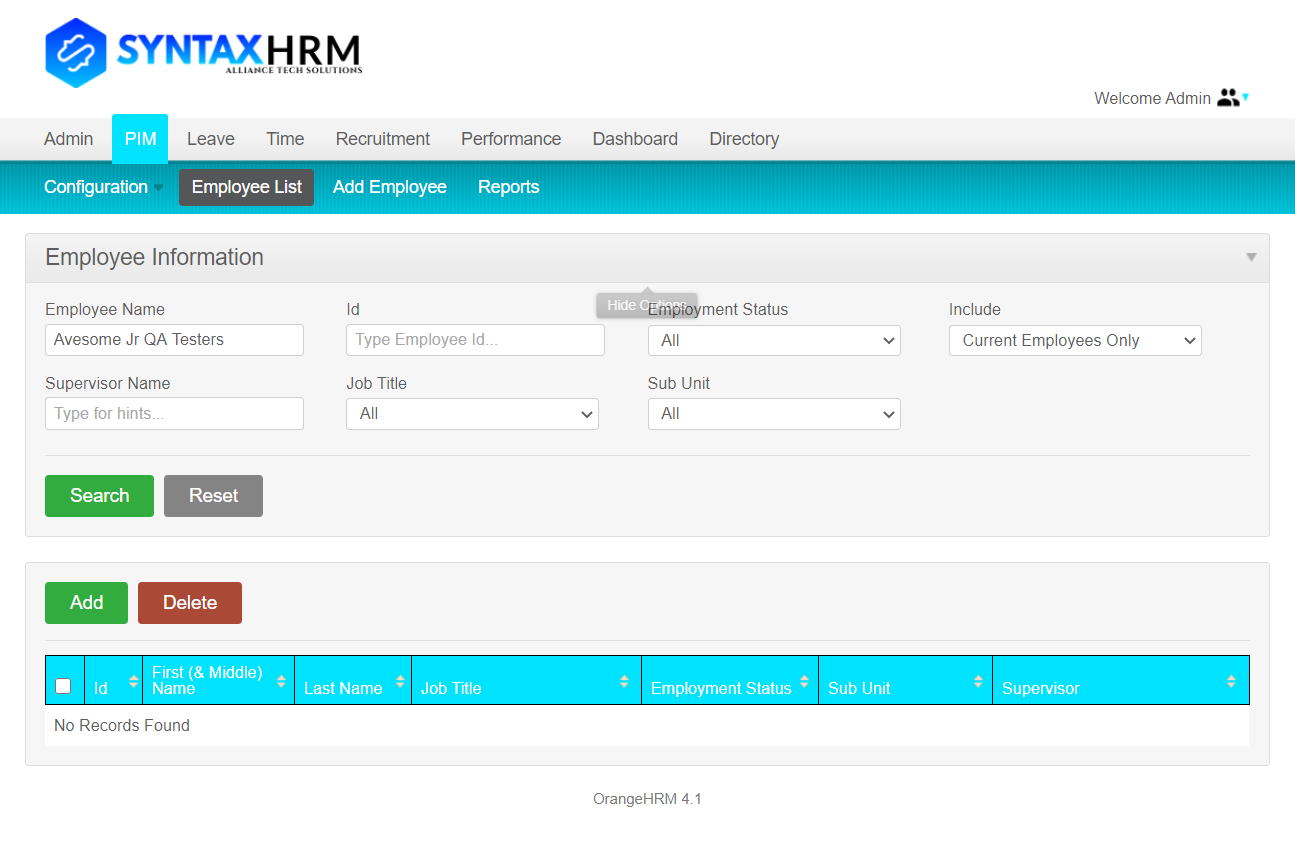 SYNTAXHRM
ALLIANCE TECH SOLUTIONS
Welcome Admin
Admin PIM Leave Time Recruitment Performance Dashboard Directory
Configuration Employee List Add Employee Reports
Employee Information
Hide Options
Employee Name Id Employment Status Include
Avesome Jr QA Testers Type Employee Id... All Current Employees Only
Supervisor Name Job Title Sub Unit
Type for hints... All All
Search Reset
Add Delete
Id First (& Middle) Name Last Name Job Title Employment Status Sub Unit Supervisor
No Records Found
OrangeHRM 4.1